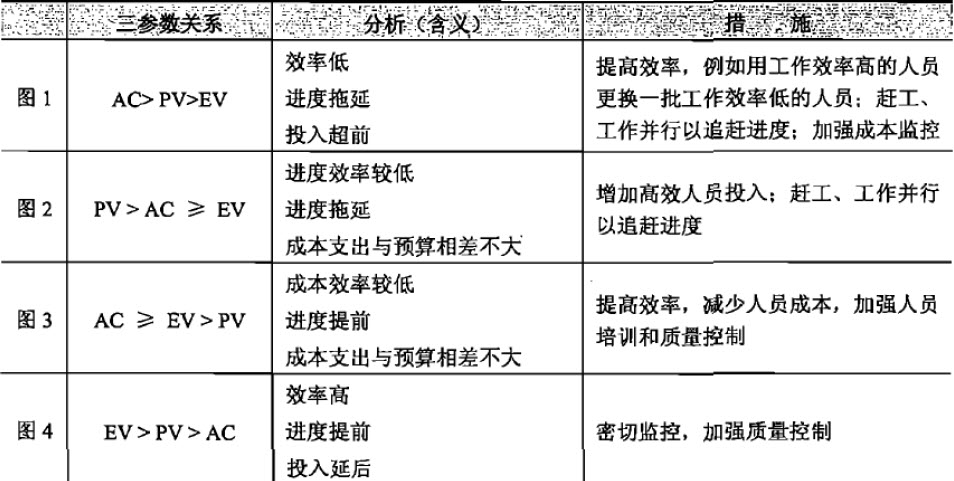 三参数关系 分析（含义） 措 施
图1 AC> PV>EV
效率低
进度拖延
投入超前
提高效率，例如用工作效率高的人员
更换一批工作效率低的人员；赶工、
工作并行以追赶进度；加强成本监控
图2 PV > AC ≥ EV
进度效率较低
进度拖延
成本支出与预算相差不大
增加高效人员投入；赶工、工作并行
以追赶进度
图3 AC ≥ EV > PV
成本效率较低
进度提前
成本支出与预算相差不大
提高效率，减少人员成本，加强人员
培训和质量控制
图4 EV > PV > AC
效率高
进度提前
投入延后
密切监控，加强质量控制